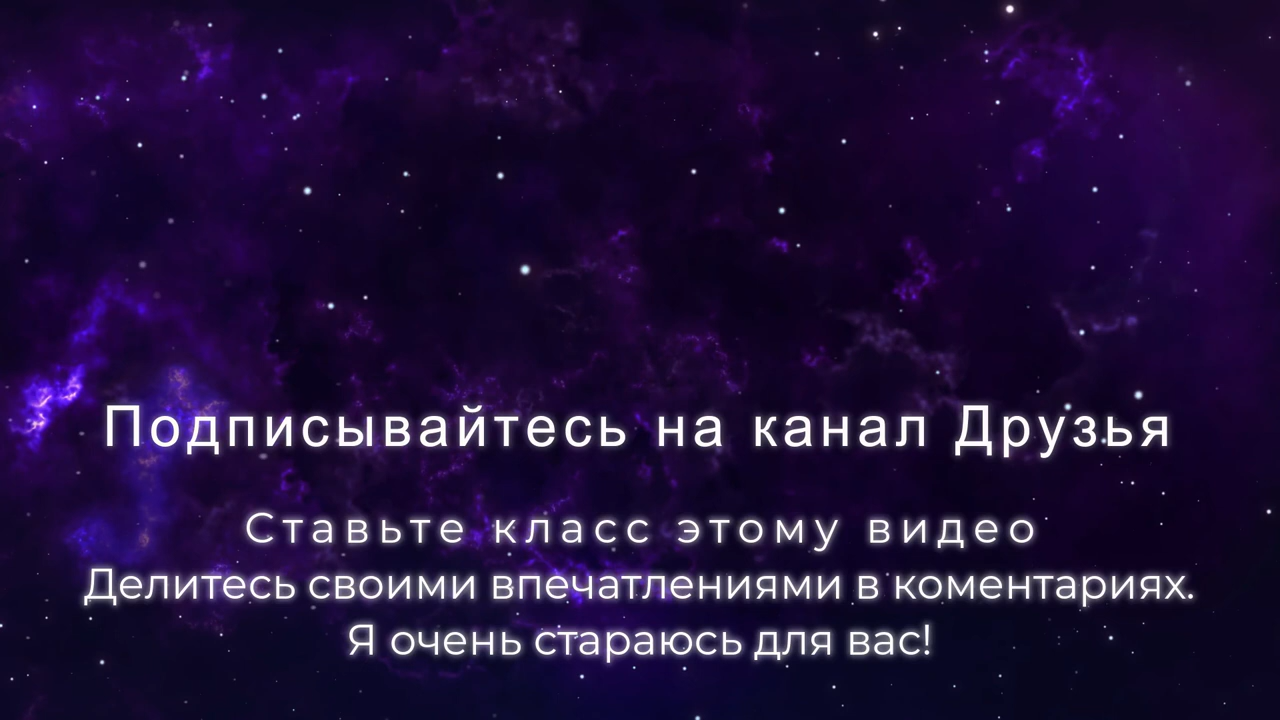 Подписывайтесь на канал Друзья
Ставьте класс этому видео
Делитесь своими впечатлениями в коментариях.
Я очень стараюсь для вас!